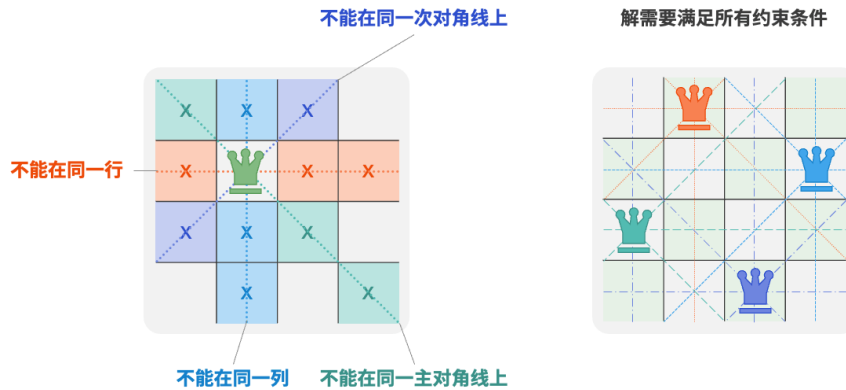 不能在同一次对角线上
解需要满足所有约束条件
X X X
不能在同一行
X X X
X X X
X X
不能在同一列
不能在同一主对角线上